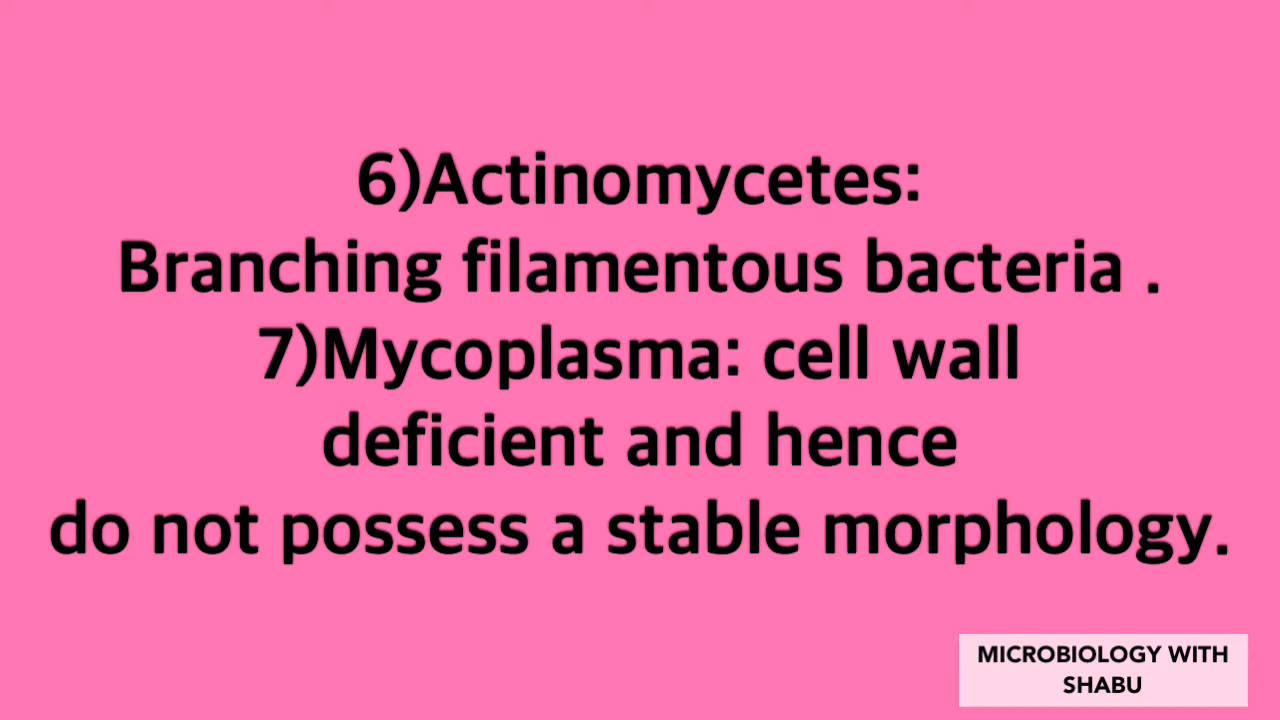 6)Actinomycetes:
Branching filamentous bacteria .
7)Mycoplasma: cell wall
deficient and hence
do not possess a stable morphology.
MICROBIOLOGY WITH
SHABU